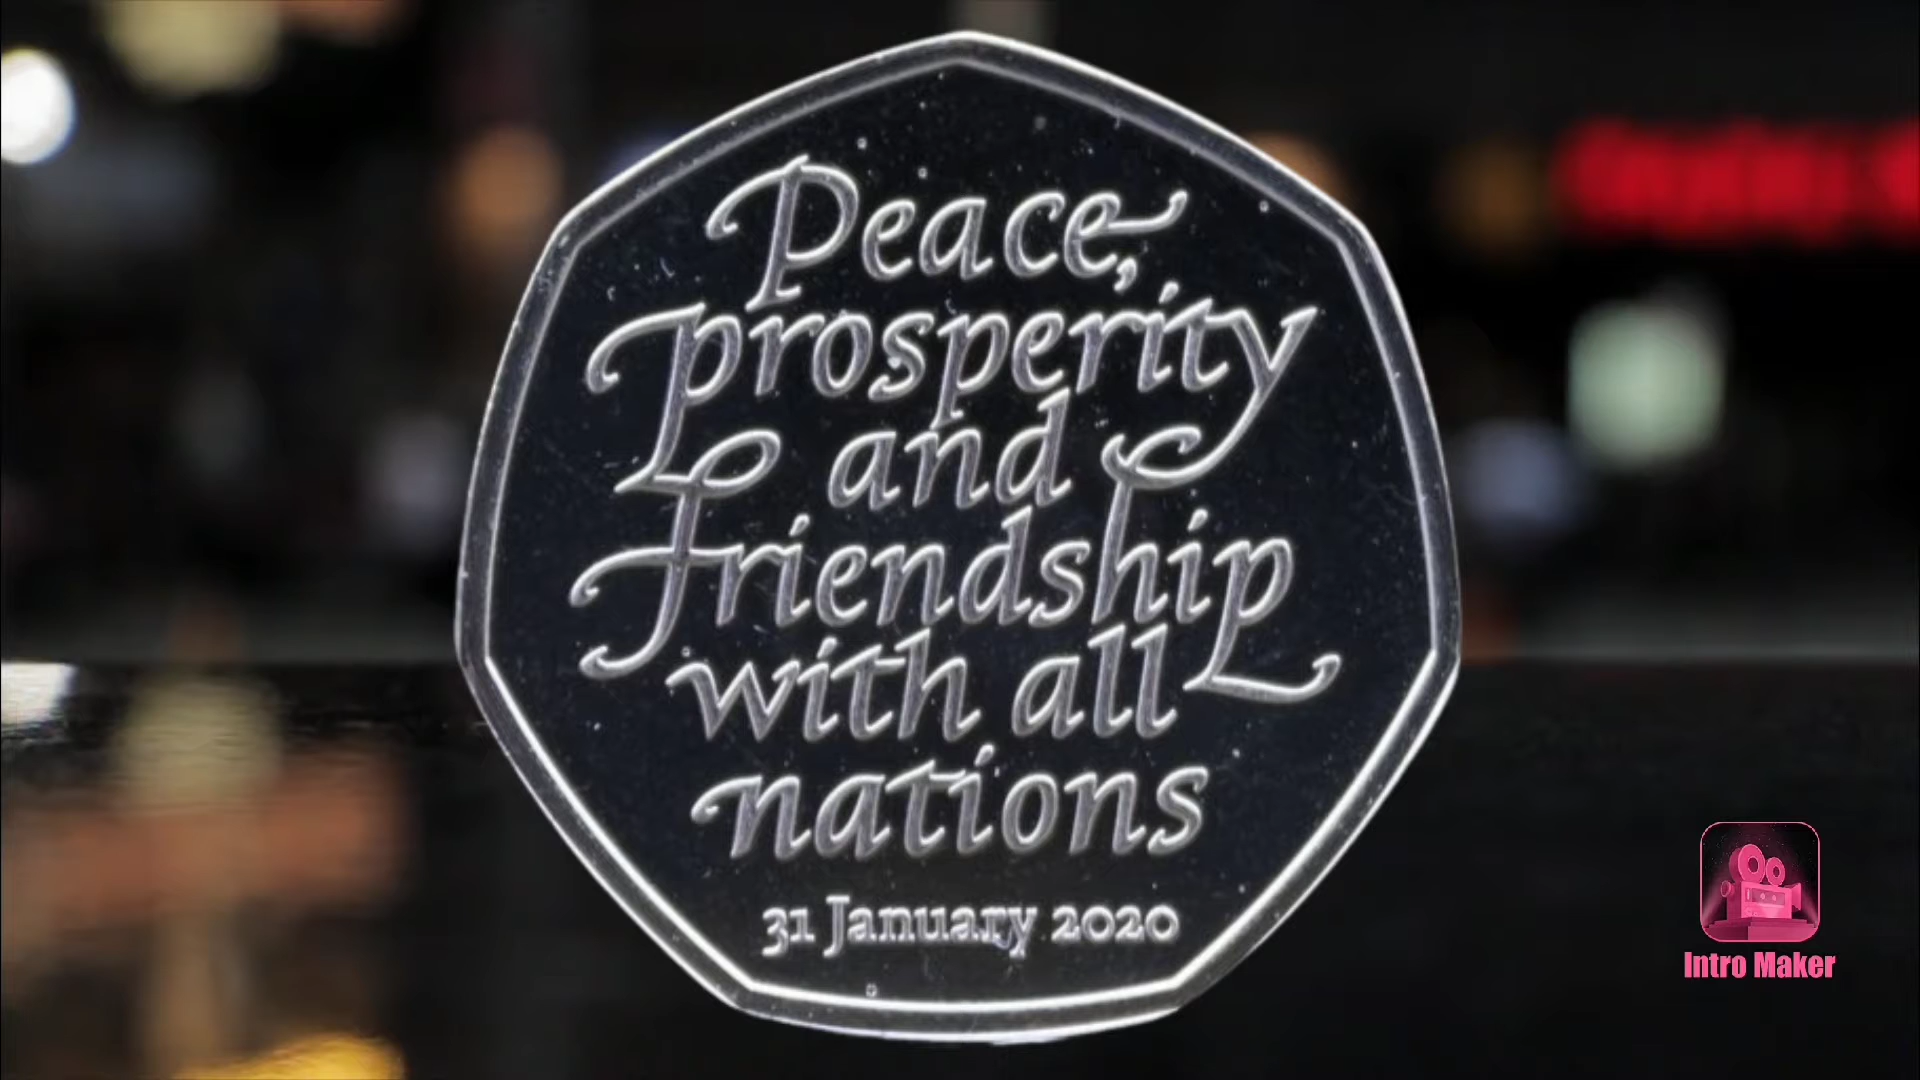 Peace,
prosperity
and
friendship
with all
nations
31 January 2020
Intro Maker